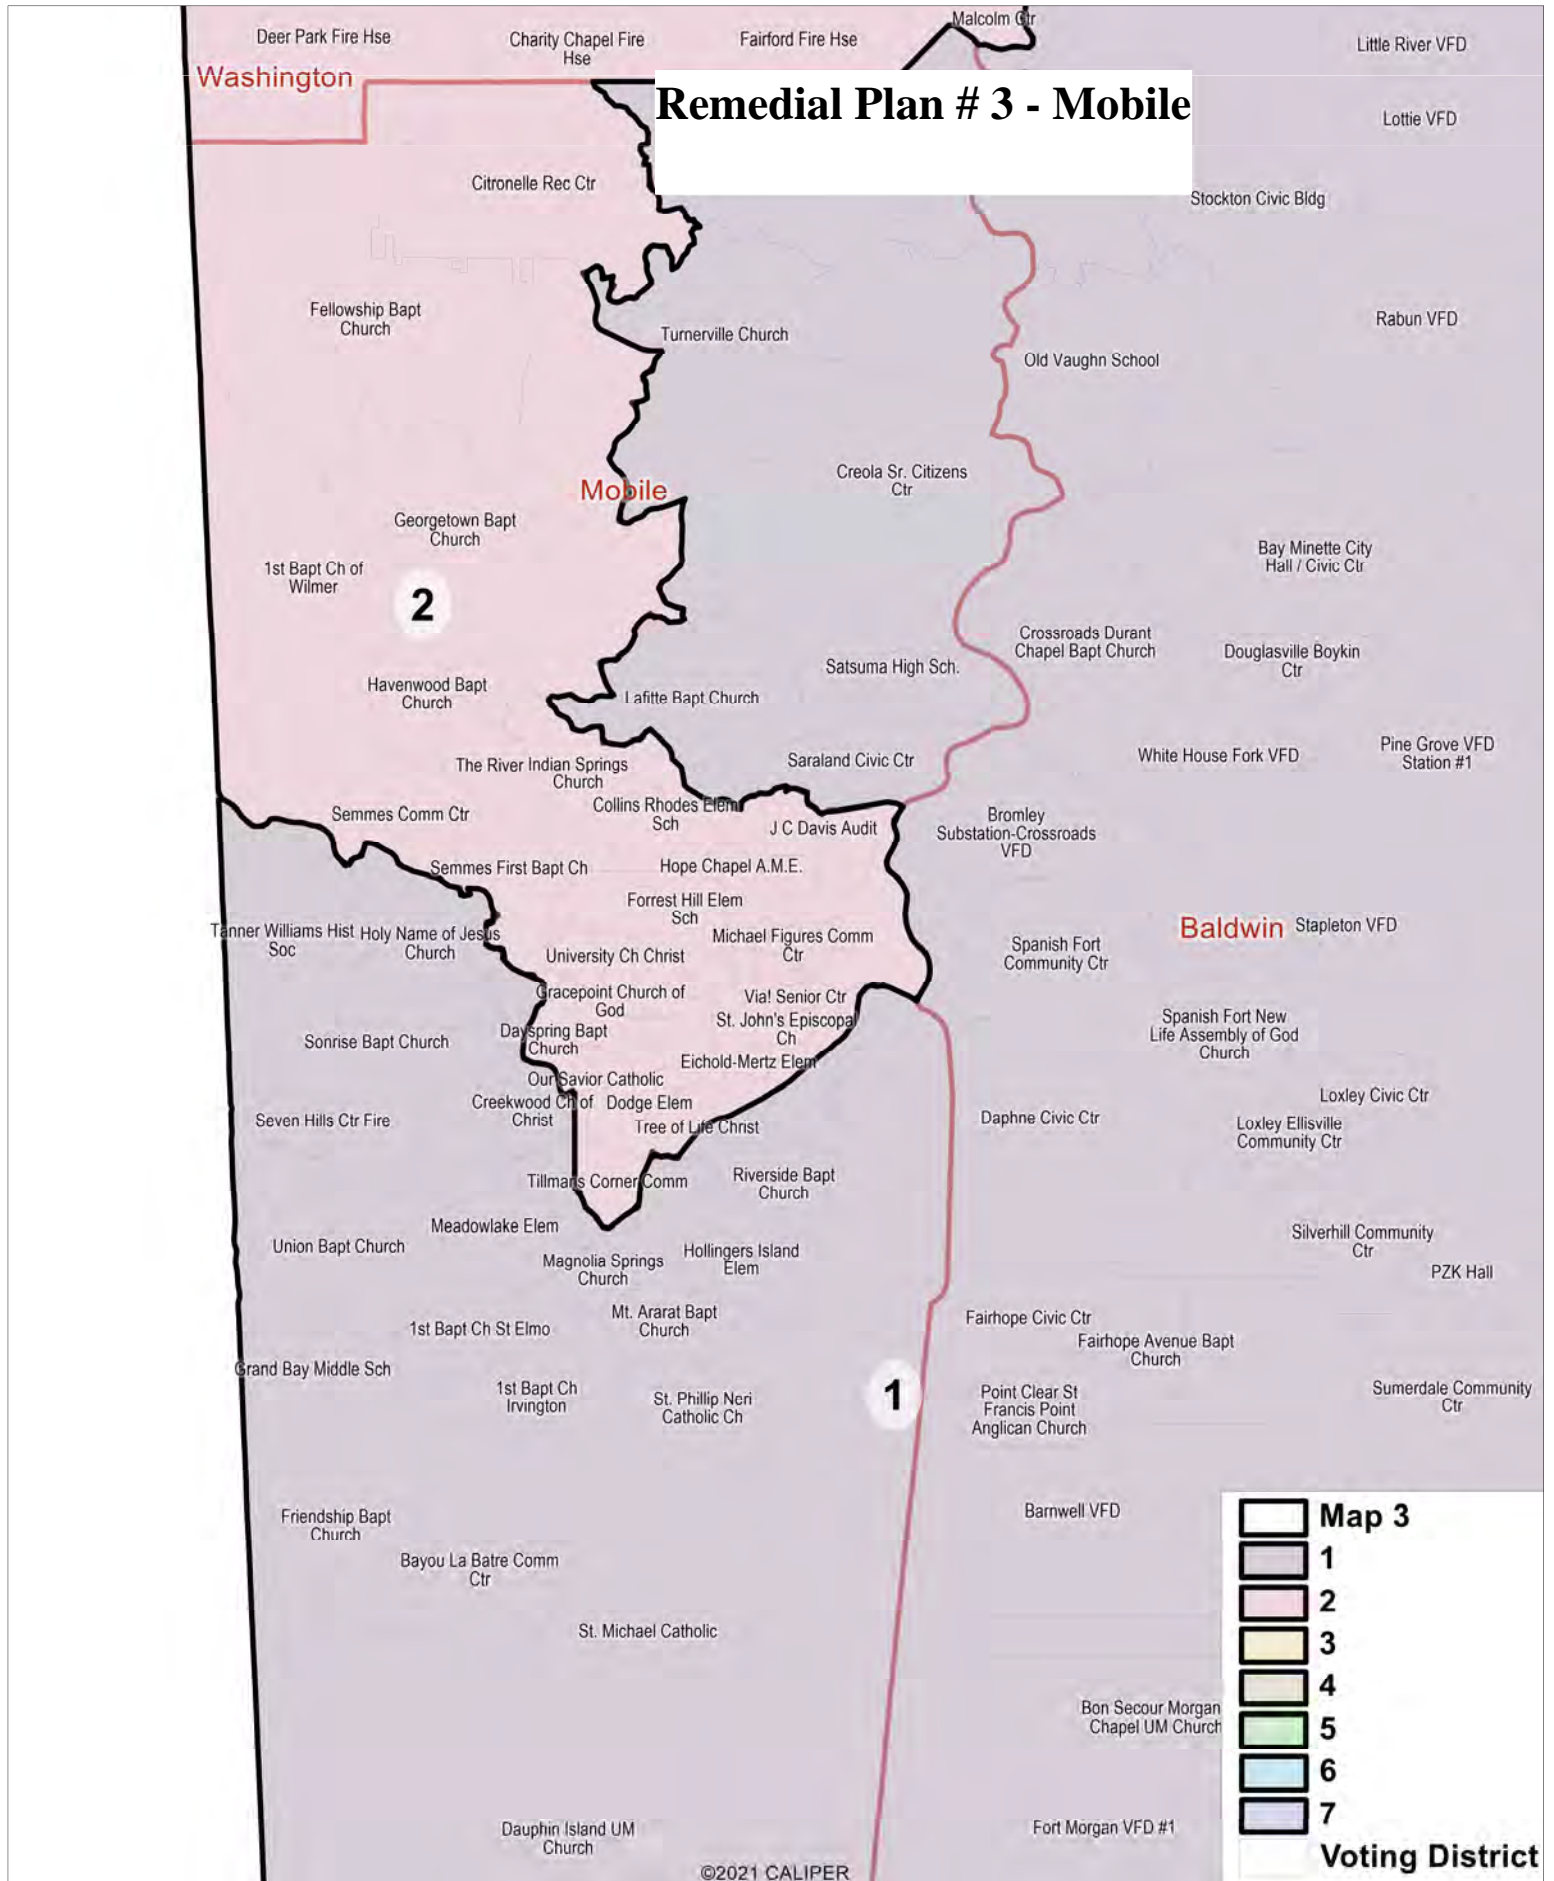 Malcolm Ctr
Deer Park Fire Hse
Charity Chapel Fire
Hse
Fairford Fire Hse
Little River VFD
Washington
Remedial Plan # 3 - Mobile
Lottie VFD
Citronelle Rec Ctr
Stockton Civic Bldg
Fellowship Bapt
Church
Turnerville Church
Rabun VFD
Old Vaughn School
Creola Sr. Citizens
Ctr
Mobile
Georgetown Bapt
Church
Bay Minette City
Hall / Civic Ctr
1st Bapt Ch of
Wilmer
2
Crossroads Durant
Chapel Bapt Church
Douglasville Boykin
Ctr
Satsuma High Sch.
Havenwood Bapt
Church
Lafitte Bapt Church
The River Indian Springs
Church
Saraland Civic Ctr
White House Fork VFD
Pine Grove VFD
Station #1
Semmes Comm Ctr
Collins Rhodes Elem
Sch
J C Davis Audit
Bromley
Substation-Crossroads
VFD
Semmes First Bapt Ch
Hope Chapel A.M.E.
Forrest Hill Elem
Sch
Tanner Williams Hist
Soc
Holy Name of Jesus
Church
University Ch Christ
Michael Figures Comm
Ctr
Spanish Fort
Community Ctr
Baldwin
Stapleton VFD
Gracepoint Church of
God
Via! Senior Ctr
St. John's Episcopal
Ch
Spanish Fort New
Life Assembly of God
Church
Sonrise Bapt Church
Dayspring Bapt
Church
Eichold-Mertz Elem
Our Savior Catholic
Creekwood Ch of
Christ
Dodge Elem
Tree of Life Christ
Seven Hills Ctr Fire
Daphne Civic Ctr
Loxley Civic Ctr
Loxley Ellisville
Community Ctr
Tillmans Corner Comm
Riverside Bapt
Church
Meadowlake Elem
Union Bapt Church
Magnolia Springs
Church
Hollingers Island
Elem
Silverhill Community
Ctr
PZK Hall
1st Bapt Ch St Elmo
Mt. Ararat Bapt
Church
Fairhope Civic Ctr
Fairhope Avenue Bapt
Church
Grand Bay Middle Sch
1st Bapt Ch
Irvington
St. Phillip Neri
Catholic Ch
1
Point Clear St
Francis Point
Anglican Church
Sumerdale Community
Ctr
Friendship Bapt
Church
Barnwell VFD
Bayou La Batre Comm
Ctr
St. Michael Catholic
Bon Secour Morgan
Chapel UM Church
Dauphin Island UM
Church
Fort Morgan VFD #1
©2021 CALIPER
Map 3
1
2
3
4
5
6
7
Voting District